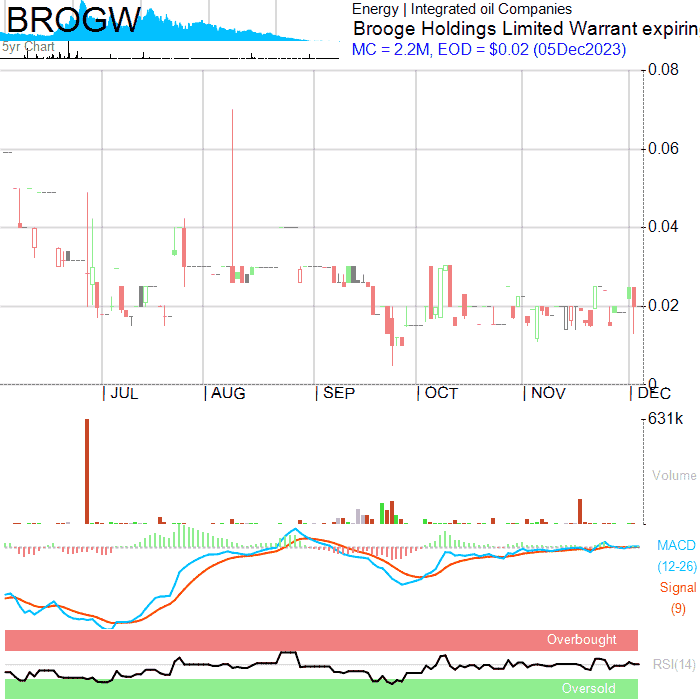 BROGW
5yr Chart
Energy | Integrated oil Companies
Brooge Holdings Limited Warrant expirin
MC = 2.2M, EOD = $0.02 (05Dec2023)
0.08
0.06
0.04
0.02
0
JUL AUG SEP OCT NOV DEC
631k
Volume
MACD
(12-26)
Signal
(9)
Overbought
RSI(14)
Oversold